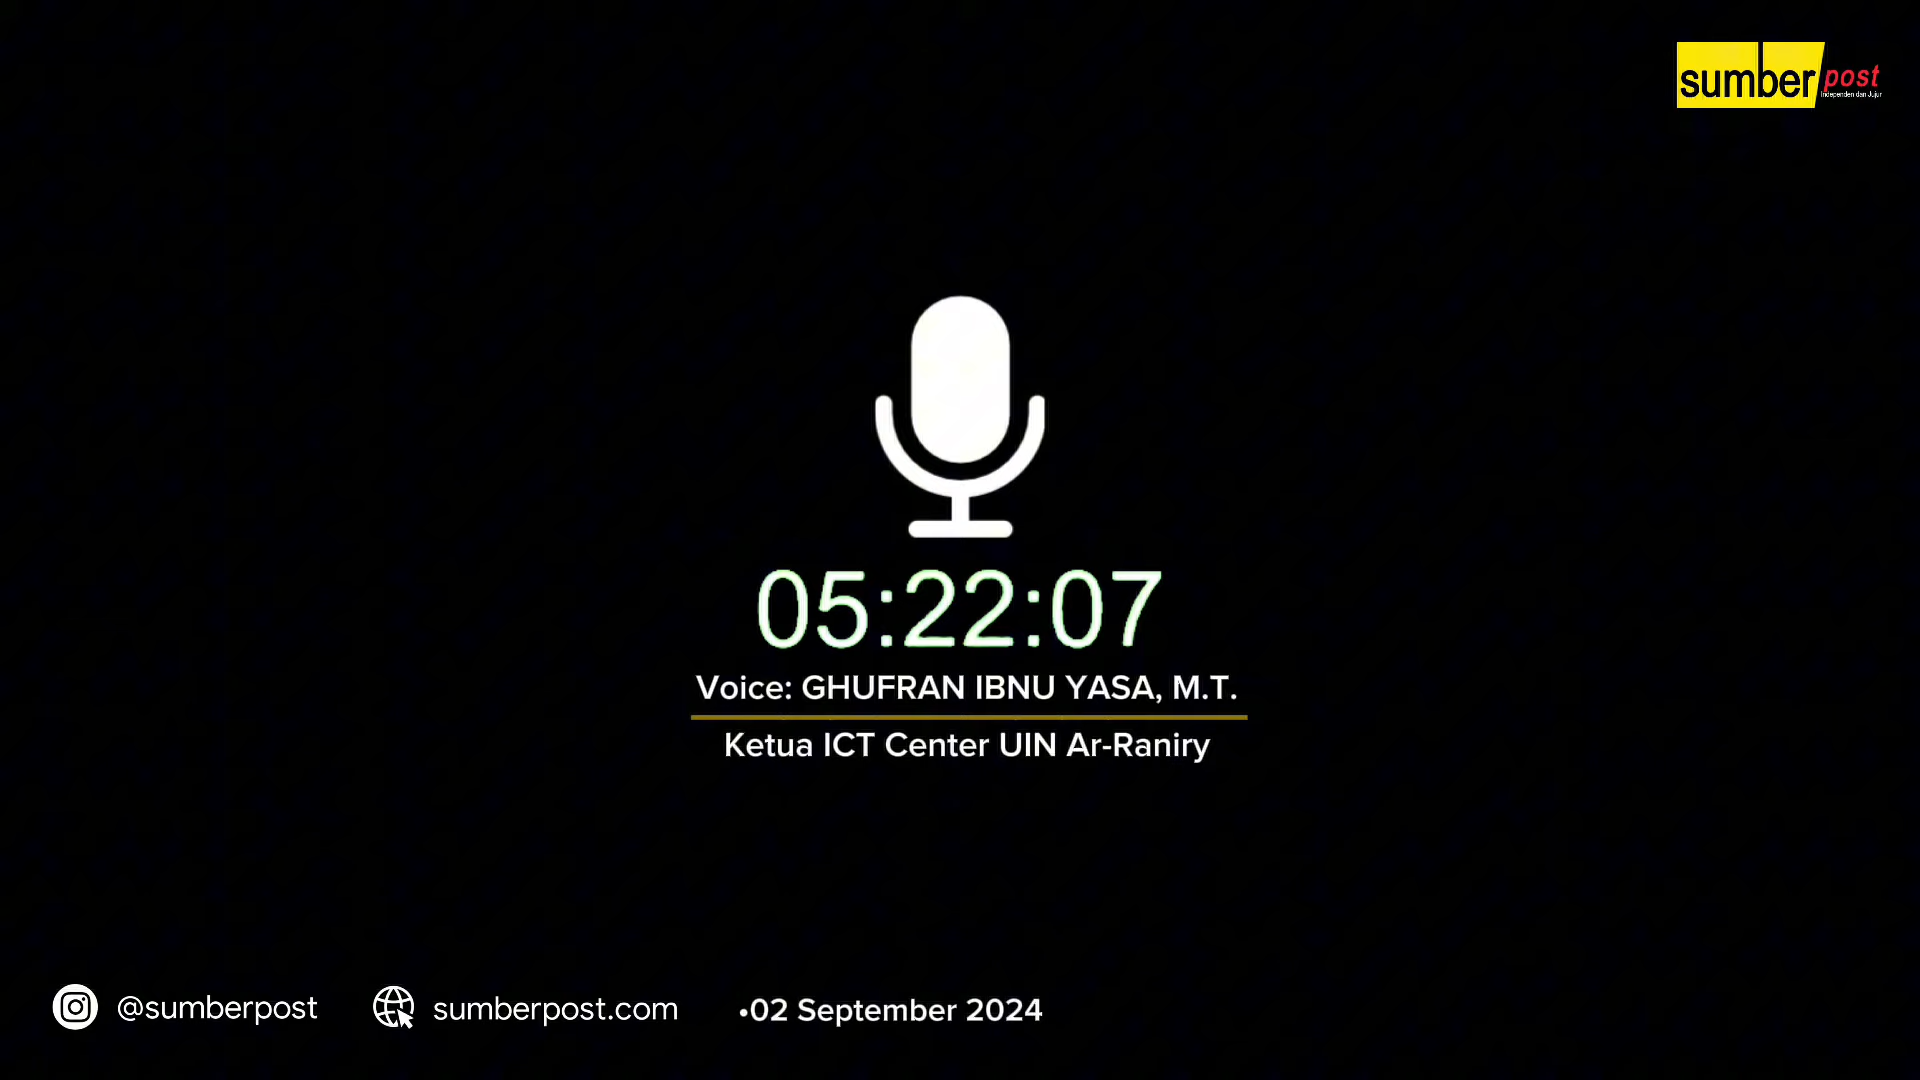 sumber post
Independen dan Jujur
05:22:07
Voice: GHUFRAN IBNU YASA, M.T.
Ketua ICT Center UIN Ar-Raniry
@sumberpost
sumberpost.com
•02 September 2024